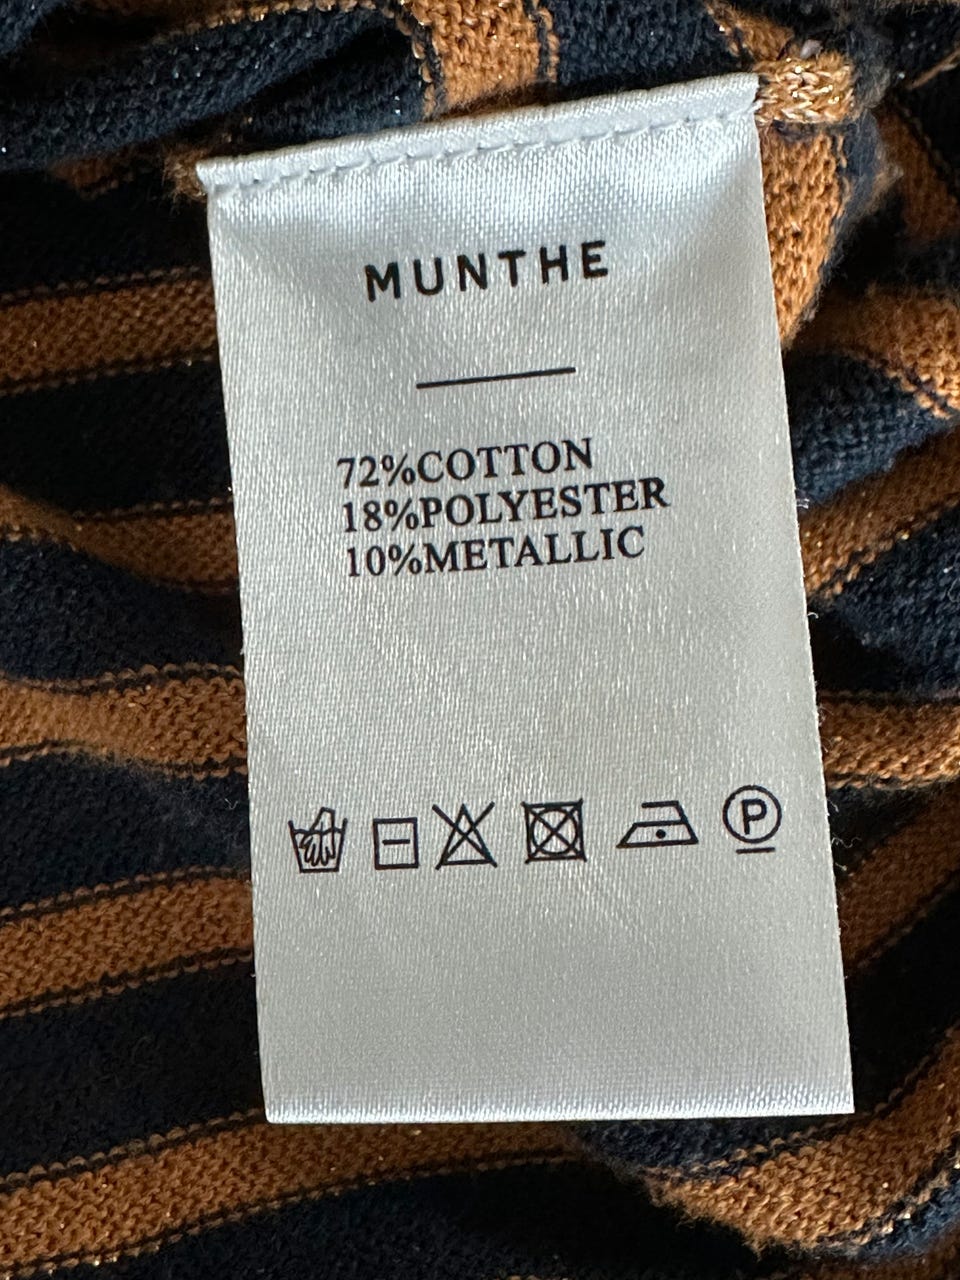 MUNTHE
72%COTTON
18%POLYESTER
10%METALLIC
P